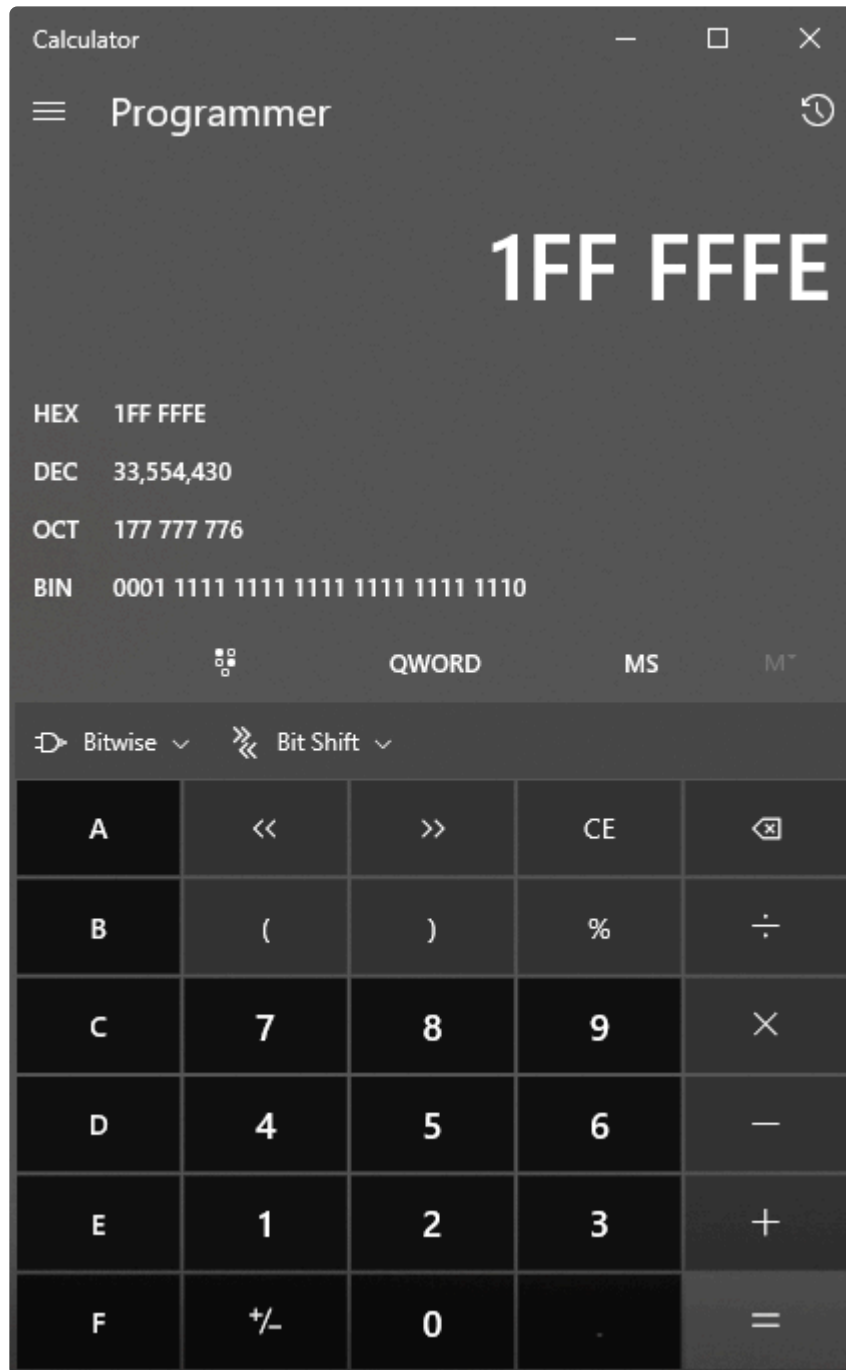 Calculator
Programmer
1FF FFFE
HEX 1FF FFFE
DEC 33,554,430
OCT 177 777 776
BIN 0001 1111 1111 1111 1111 1111 1110
QWORD MS M
Bitwise Bit Shift
A << >> CE
B ( ) % ÷
C 7 8 9 ×
D 4 5 6 −
E 1 2 3 +
F +/− 0 . =